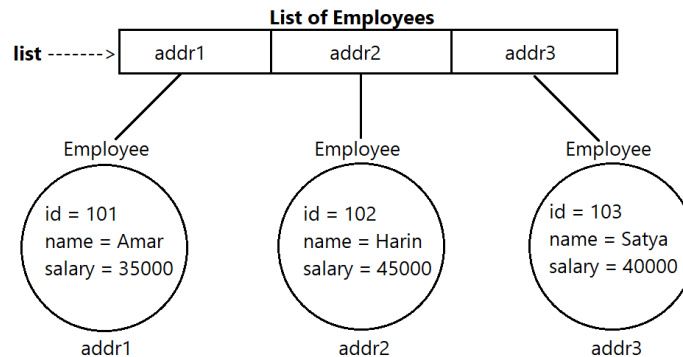 List of Employees
list ------->
addr1
addr2
addr3
Employee
Employee
Employee
id = 101
name = Amar
salary = 35000
id = 102
name = Harin
salary = 45000
id = 103
name = Satya
salary = 40000
addr1
addr2
addr3